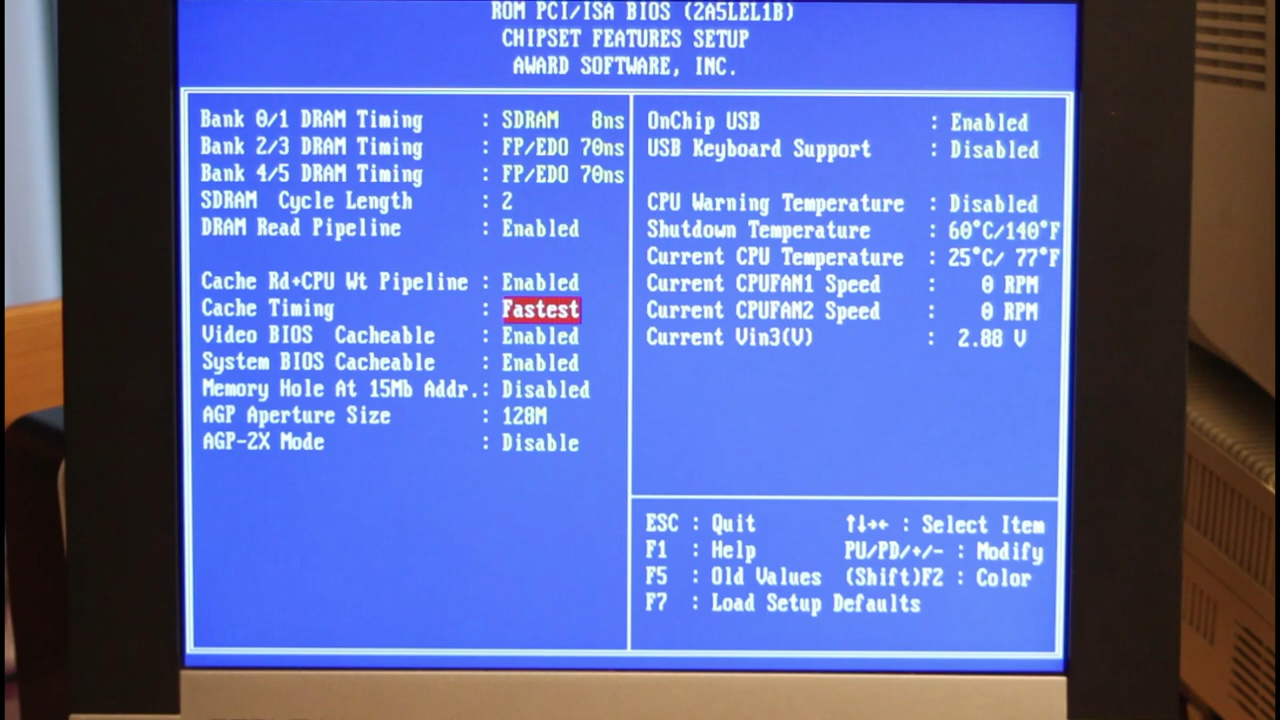 ROM PCI/ISA BIOS (2A5LEL1B)
CHIPSET FEATURES SETUP
AWARD SOFTWARE, INC.
Bank 0/1 DRAM Timing : SDRAM 8ns
Bank 2/3 DRAM Timing : FP/EDO 70ns
Bank 4/5 DRAM Timing : FP/EDO 70ns
SDRAM Cycle Length : 2
DRAM Read Pipeline : Enabled
Cache Rd+CPU Wt Pipeline : Enabled
Cache Timing : Fastest
Video BIOS Cacheable : Enabled
System BIOS Cacheable : Enabled
Memory Hole At 15Mb Addr.: Disabled
AGP Aperture Size : 128M
AGP-2X Mode : Disable
OnChip USB : Enabled
USB Keyboard Support : Disabled
CPU Warning Temperature : Disabled
Shutdown Temperature : 60°C/140°F
Current CPU Temperature : 25°C/ 77°F
Current CPUFAN1 Speed : 0 RPM
Current CPUFAN2 Speed : 0 RPM
Current Vin3(V) : 2.88 V
ESC : Quit ↑↓→← : Select Item
F1 : Help PU/PD/+/- : Modify
F5 : Old Values (Shift)F2 : Color
F7 : Load Setup Defaults